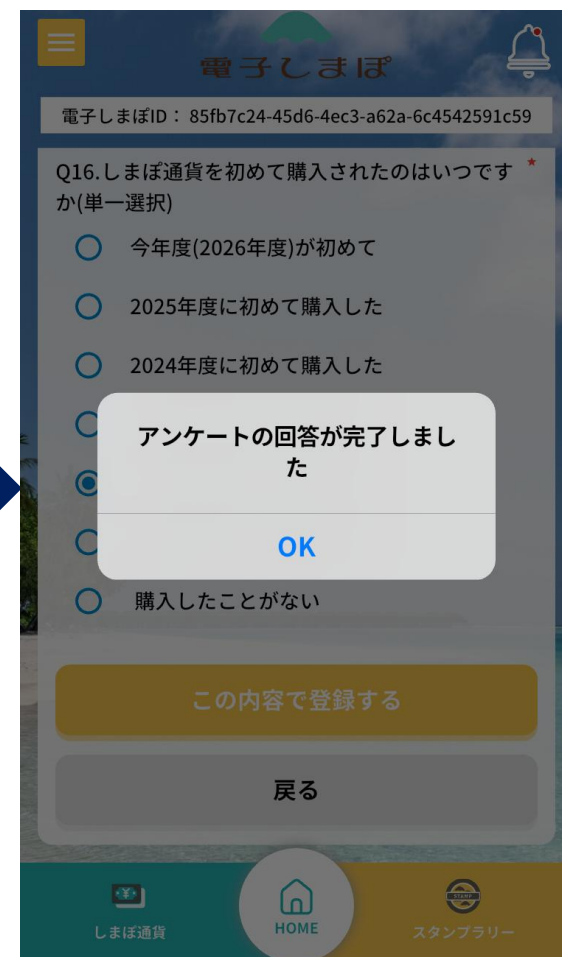 電子しまぽ
電子しまぽID： 85fb7c24-45d6-4ec3-a62a-6c4542591c59
Q16.しまぽ通貨を初めて購入されたのはいつです *
か(単一選択)
今年度(2026年度)が初めて
2025年度に初めて購入した
2024年度に初めて購入した
アンケートの回答が完了しまし
た
OK
購入したことがない
この内容で登録する
戻る
しまぽ通貨
HOME
STAMP
スタンプラリー